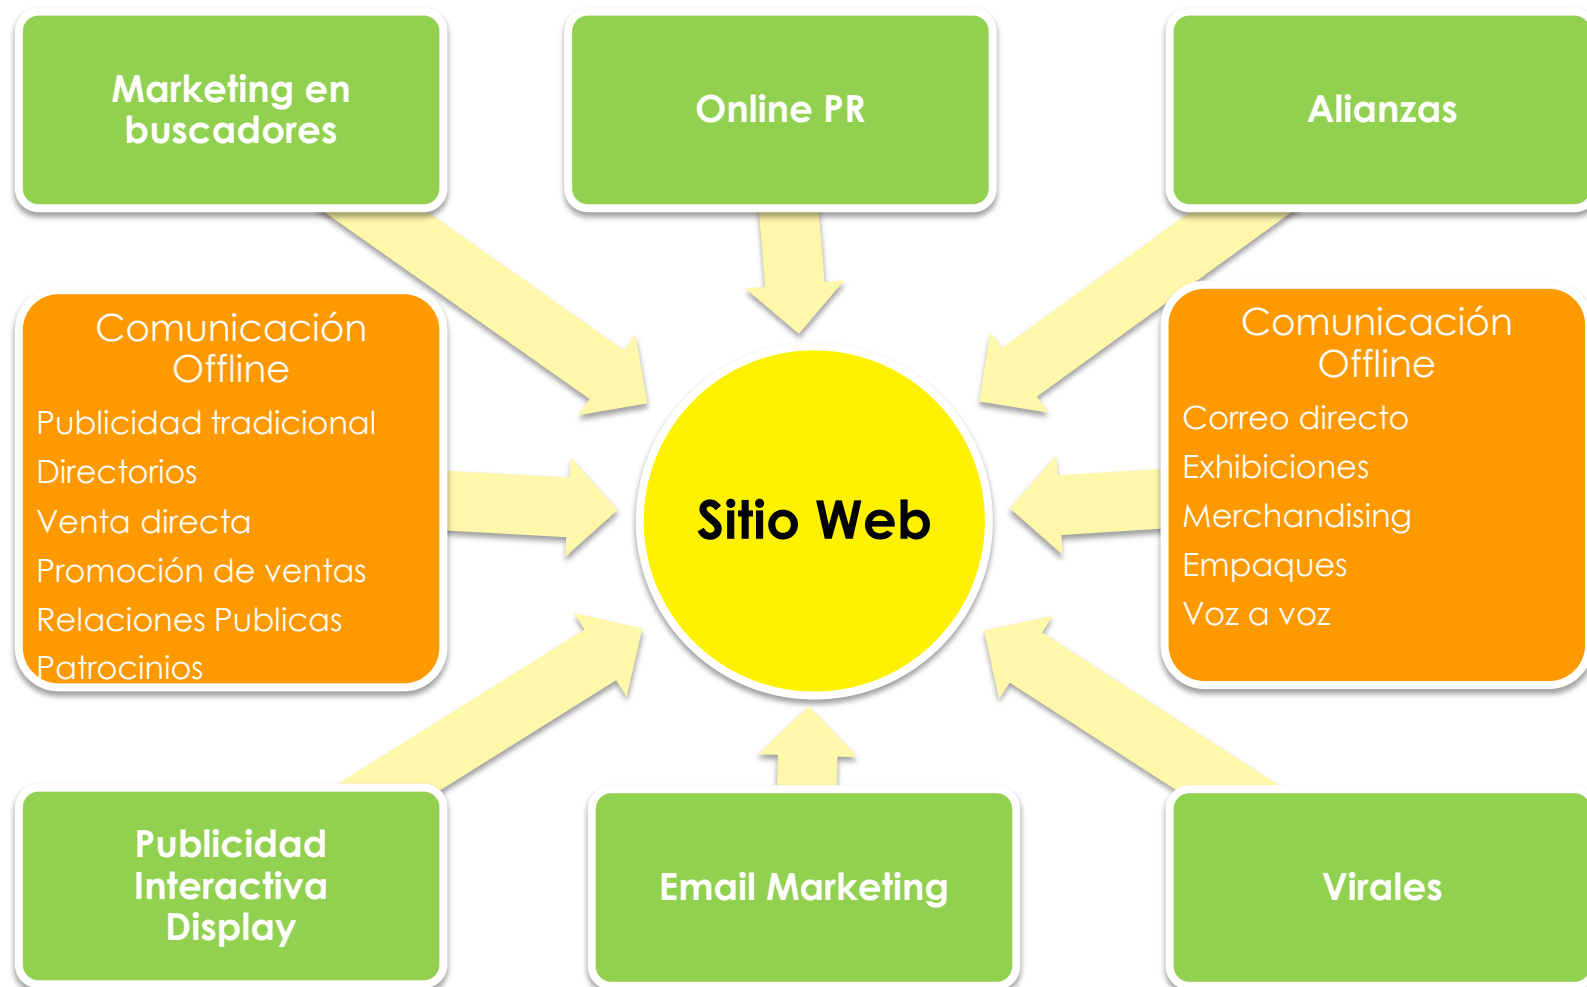 Marketing en
buscadores
Online PR
Alianzas
Comunicación
Offline
Publicidad tradicional
Directorios
Venta directa
Promoción de ventas
Relaciones Publicas
Patrocinios
Sitio Web
Comunicación
Offline
Correo directo
Exhibiciones
Merchandising
Empaques
Voz a voz
Publicidad
Interactiva
Display
Email Marketing
Virales